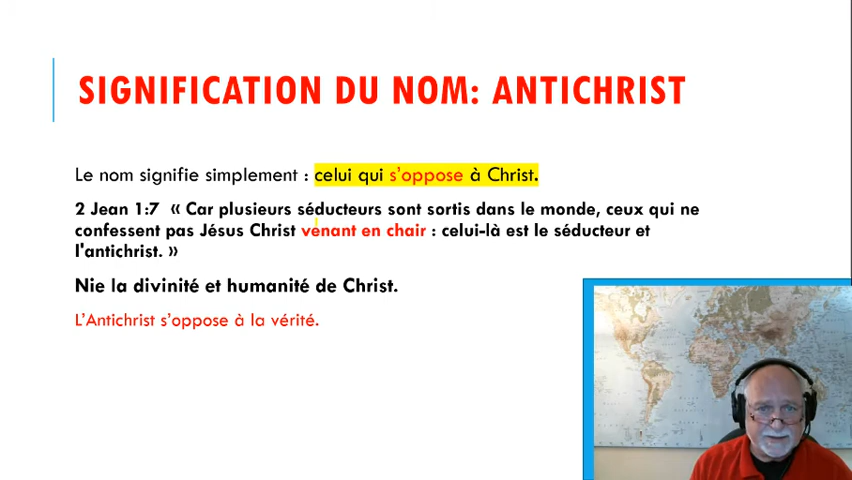 SIGNIFICATION DU NOM: ANTICHRIST
Le nom signifie simplement : celui qui s'oppose à Christ.
2 Jean 1:7 « Car plusieurs séducteurs sont sortis dans le monde, ceux qui ne
confessent pas Jésus Christ venant en chair : celui-là est le séducteur et
l'antichrist. »
Nie la divinité et humanité de Christ.
L'Antichrist s'oppose à la vérité.